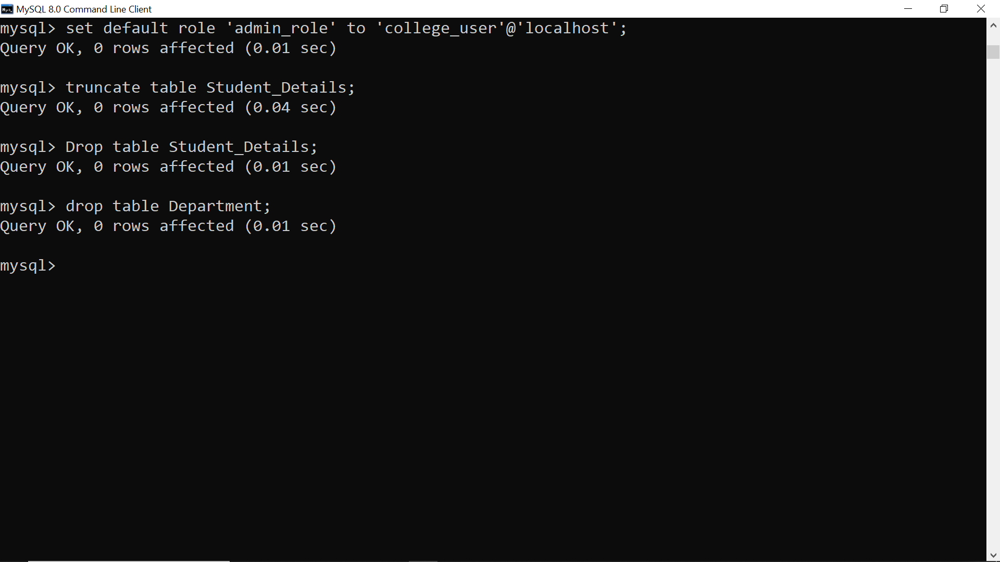 MySQL 8.0 Command Line Client
mysql> set default role 'admin_role' to 'college_user'@'localhost';
Query OK, 0 rows affected (0.01 sec)
mysql> truncate table Student_Details;
Query OK, 0 rows affected (0.04 sec)
mysql> Drop table Student_Details;
Query OK, 0 rows affected (0.01 sec)
mysql> drop table Department;
Query OK, 0 rows affected (0.01 sec)
mysql>